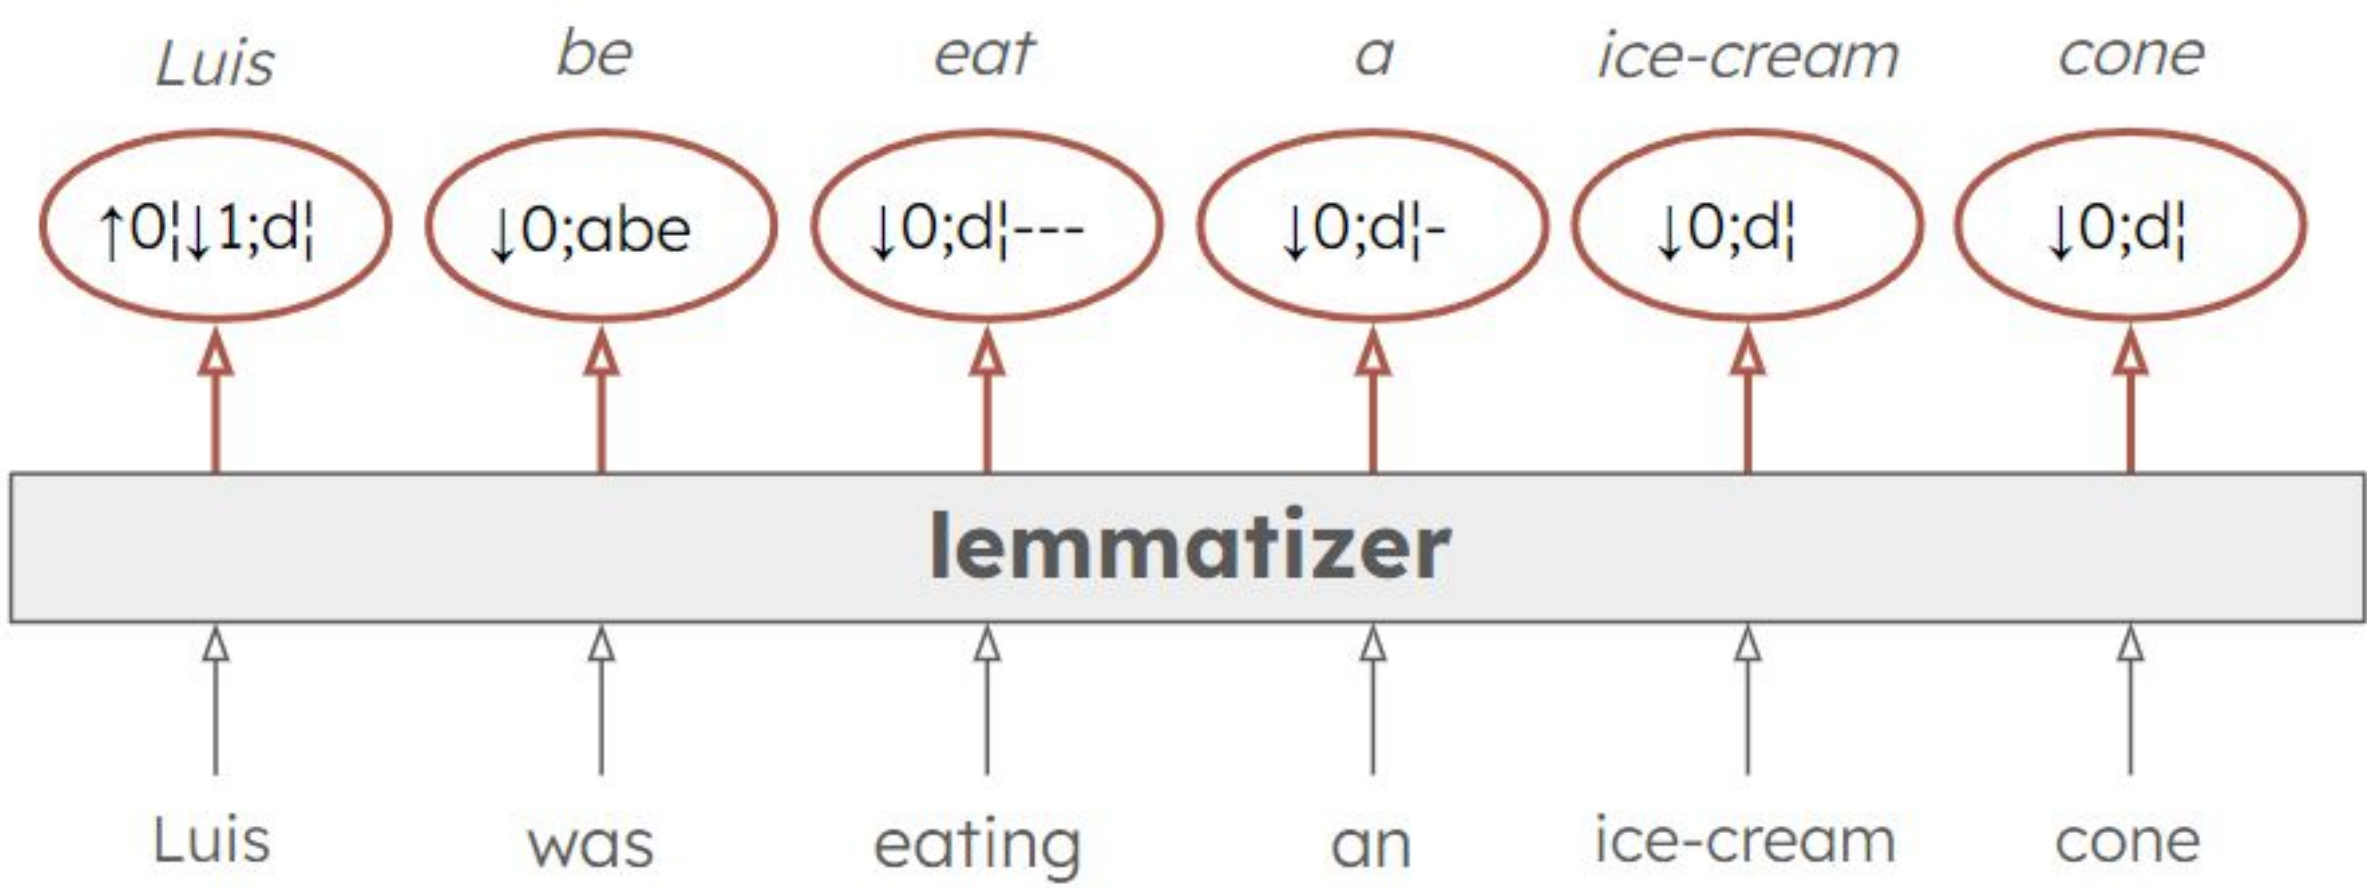 Luis be eat a ice-cream cone
↑0¦↓1;d¦ ↓0;abe ↓0;d¦--- ↓0;d¦- ↓0;d¦ ↓0;d¦
lemmatizer
Luis was eating an ice-cream cone